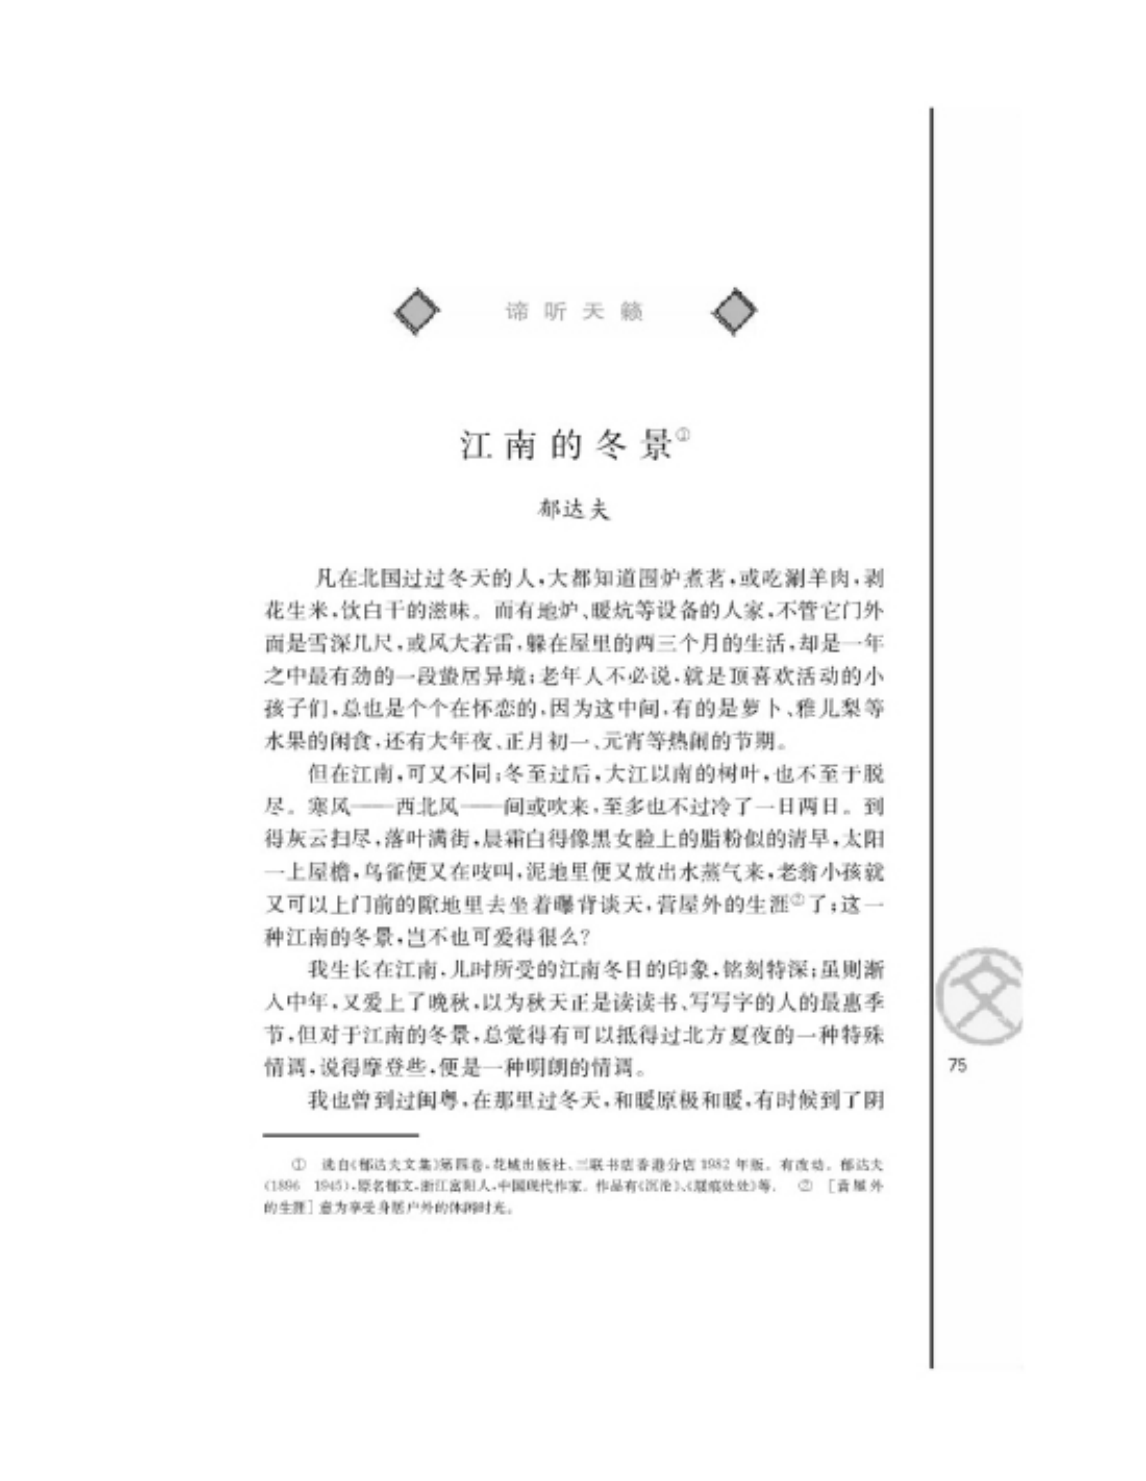 谛听天籁
江南的冬景①
郁达夫
凡在北国过过冬天的人,大都知道围炉煮茗,或吃涮羊肉,剥
花生米,饮白干的滋味。而有地炉、暖炕等设备的人家,不管它门外
面是雪深几尺,或风大若雷,躲在屋里的两三个月的生活,却是一年
之中最有劲的一段蛰居异境;老年人不必说,就是顶喜欢活动的小
孩子们,总也是个个在怀恋的,因为这中间,有的是萝卜、雅儿梨等
水果的闲食,还有大年夜、正月初一、元宵等热闹的节期。
但在江南,可又不同;冬至过后,大江以南的树叶,也不至于脱
尽。寒风——西北风——间或吹来,至多也不过冷了一日两日。到
得灰云扫尽,落叶满街,晨霜白得像黑女脸上的脂粉似的清早,太阳
一上屋檐,鸟雀便又在吱叫,泥地里便又放出水蒸气来,老翁小孩就
又可以上门前的隙地里去坐着曝背谈天,营屋外的生涯②了;这一
种江南的冬景,岂不也可爱得很么?
我生长在江南,儿时所受的江南冬日的印象,铭刻特深;虽则渐
入中年,又爱上了晚秋,以为秋天正是读读书、写写字的人的最惠季
节,但对于江南的冬景,总觉得有可以抵得过北方夏夜的一种特殊
情调,说得摩登些,便是一种明朗的情调。
我也曾到过闽粤,在那里过冬天,和暖原极和暖,有时候到了阴
① 选自《郁达夫文集》第四卷,花城出版社、三联书店香港分店 1982 年版。有改动。郁达夫
(1896 1945),原名郁文,浙江富阳人,中国现代作家。作品有《沉沦》、《屐痕处处》等。 ② [营屋外
的生涯] 意为享受身居户外的休闲时光。
文
75